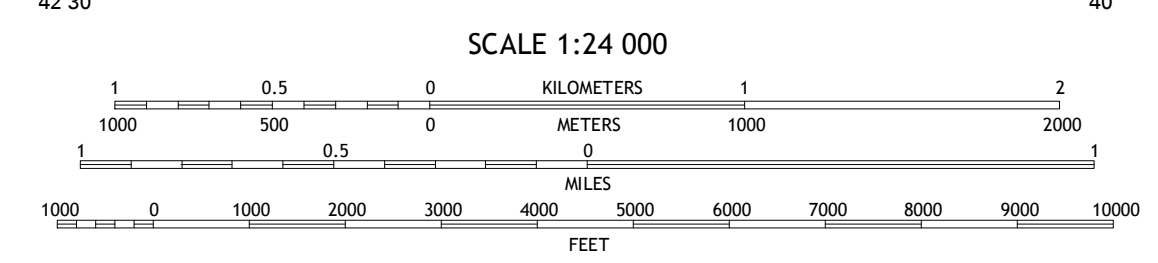 42 30 40
SCALE 1:24 000
1 0.5 0 KILOMETERS 1 2
1000 500 0 METERS 1000 2000
1 0.5 0 1
MILES
1000 0 1000 2000 3000 4000 5000 6000 7000 8000 9000 10000
FEET